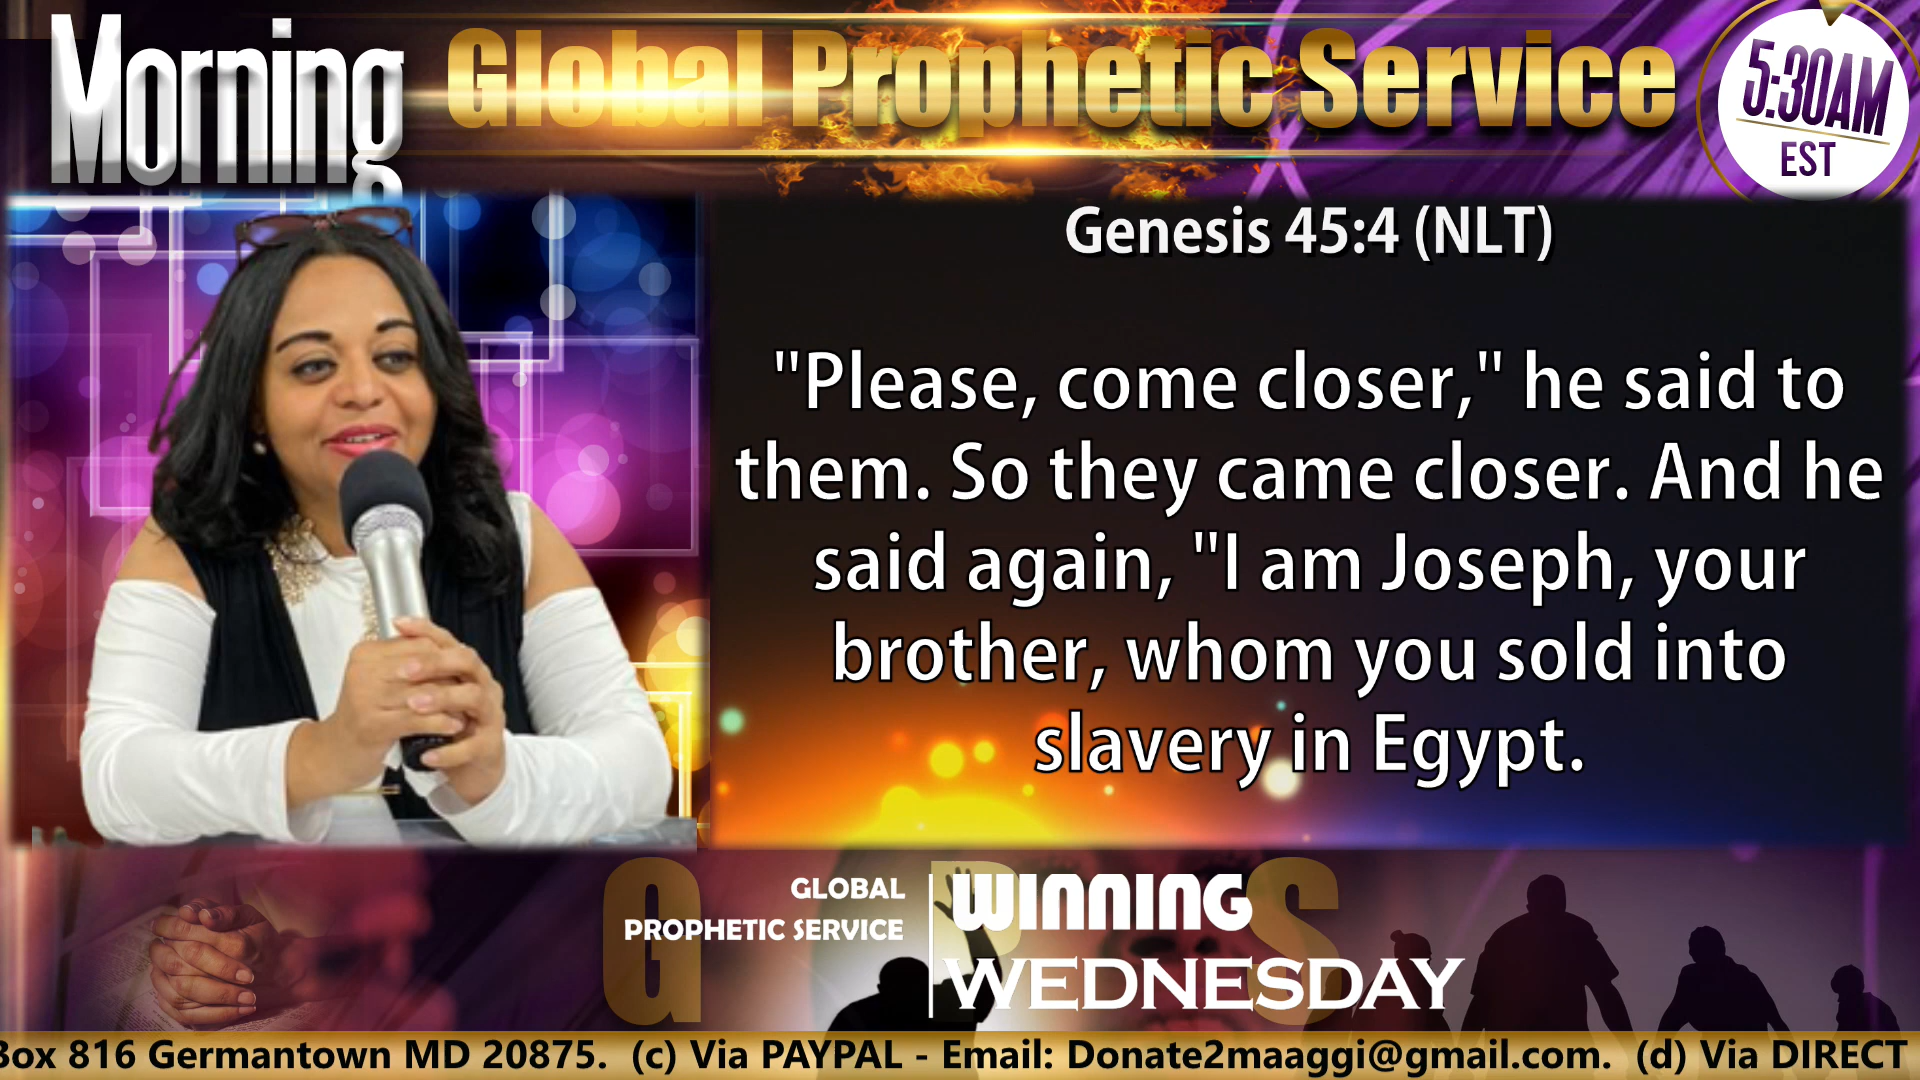 Morning
Global Prophetic Service
5:30AM
EST
Genesis 45:4 (NLT)
"Please, come closer," he said to
them. So they came closer. And he
said again, "I am Joseph, your
brother, whom you sold into
slavery in Egypt.
G P S
GLOBAL
PROPHETIC SERVICE
WINNING
WEDNESDAY
Box 816 Germantown MD 20875. (c) Via PAYPAL - Email: Donate2maaggi@gmail.com. (d) Via DIRECT